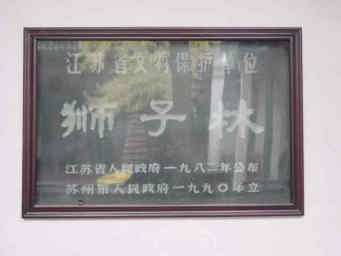 江苏省文物保护单位
狮子林
江苏省人民政府一九八二年公布
苏州市人民政府一九九〇年立